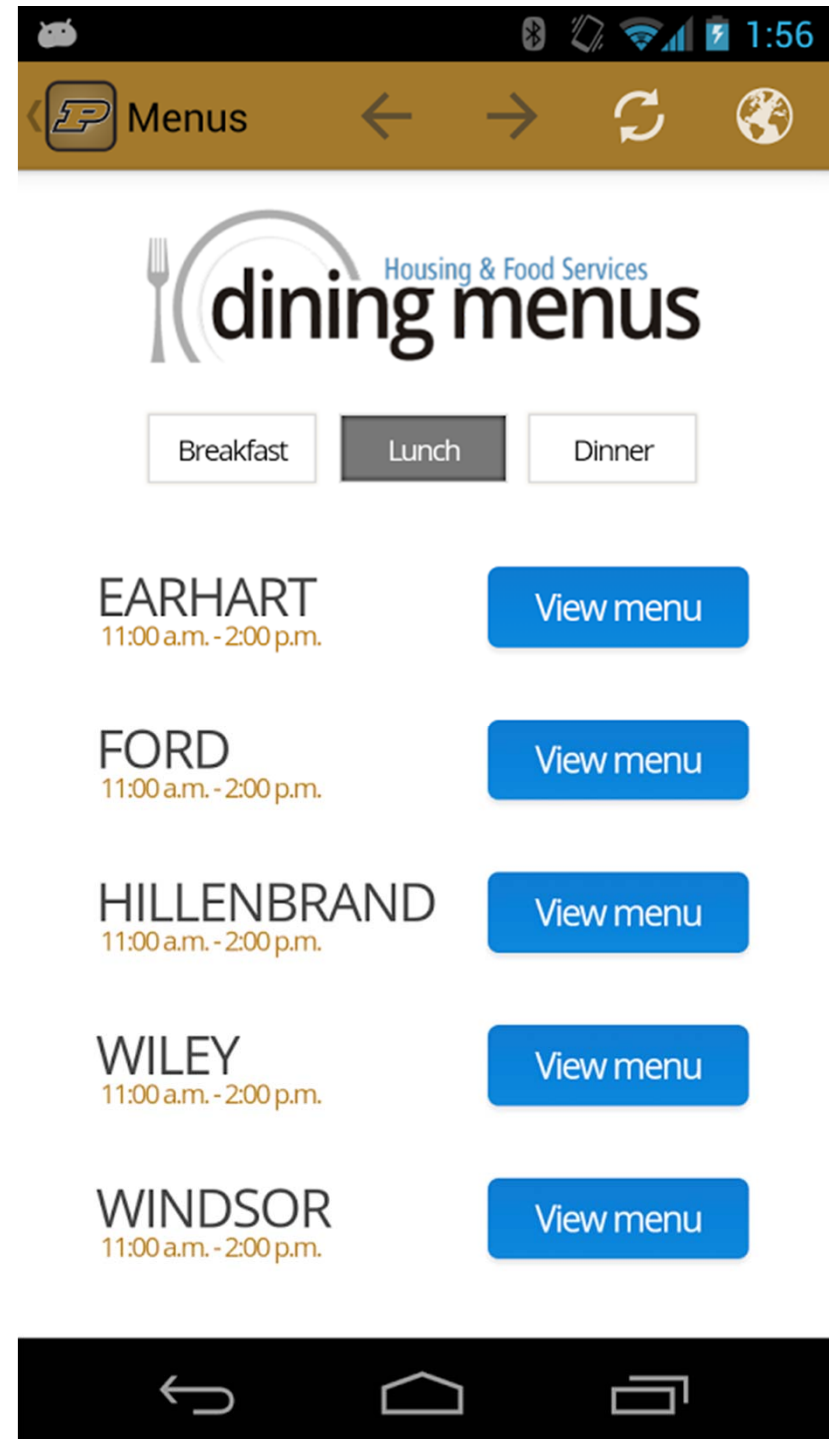 1:56
Menus
Housing & Food Services
dining menus
Breakfast Lunch Dinner
EARHART
11:00 a.m. - 2:00 p.m.
View menu
FORD
11:00 a.m. - 2:00 p.m.
View menu
HILLENBRAND
11:00 a.m. - 2:00 p.m.
View menu
WILEY
11:00 a.m. - 2:00 p.m.
View menu
WINDSOR
11:00 a.m. - 2:00 p.m.
View menu